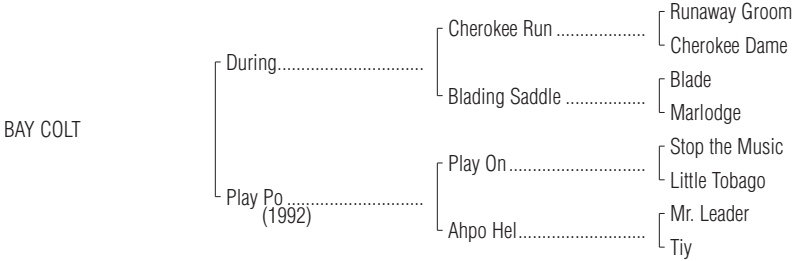 Runaway Groom
Cherokee Run ...................
Cherokee Dame
During..............................
Blade
Blading Saddle .................
Marlodge
BAY COLT
Stop the Music
Play On.............................
Little Tobago
Play Po ............................
(1992)
Mr. Leader
Ahpo Hel...........................
Tiy